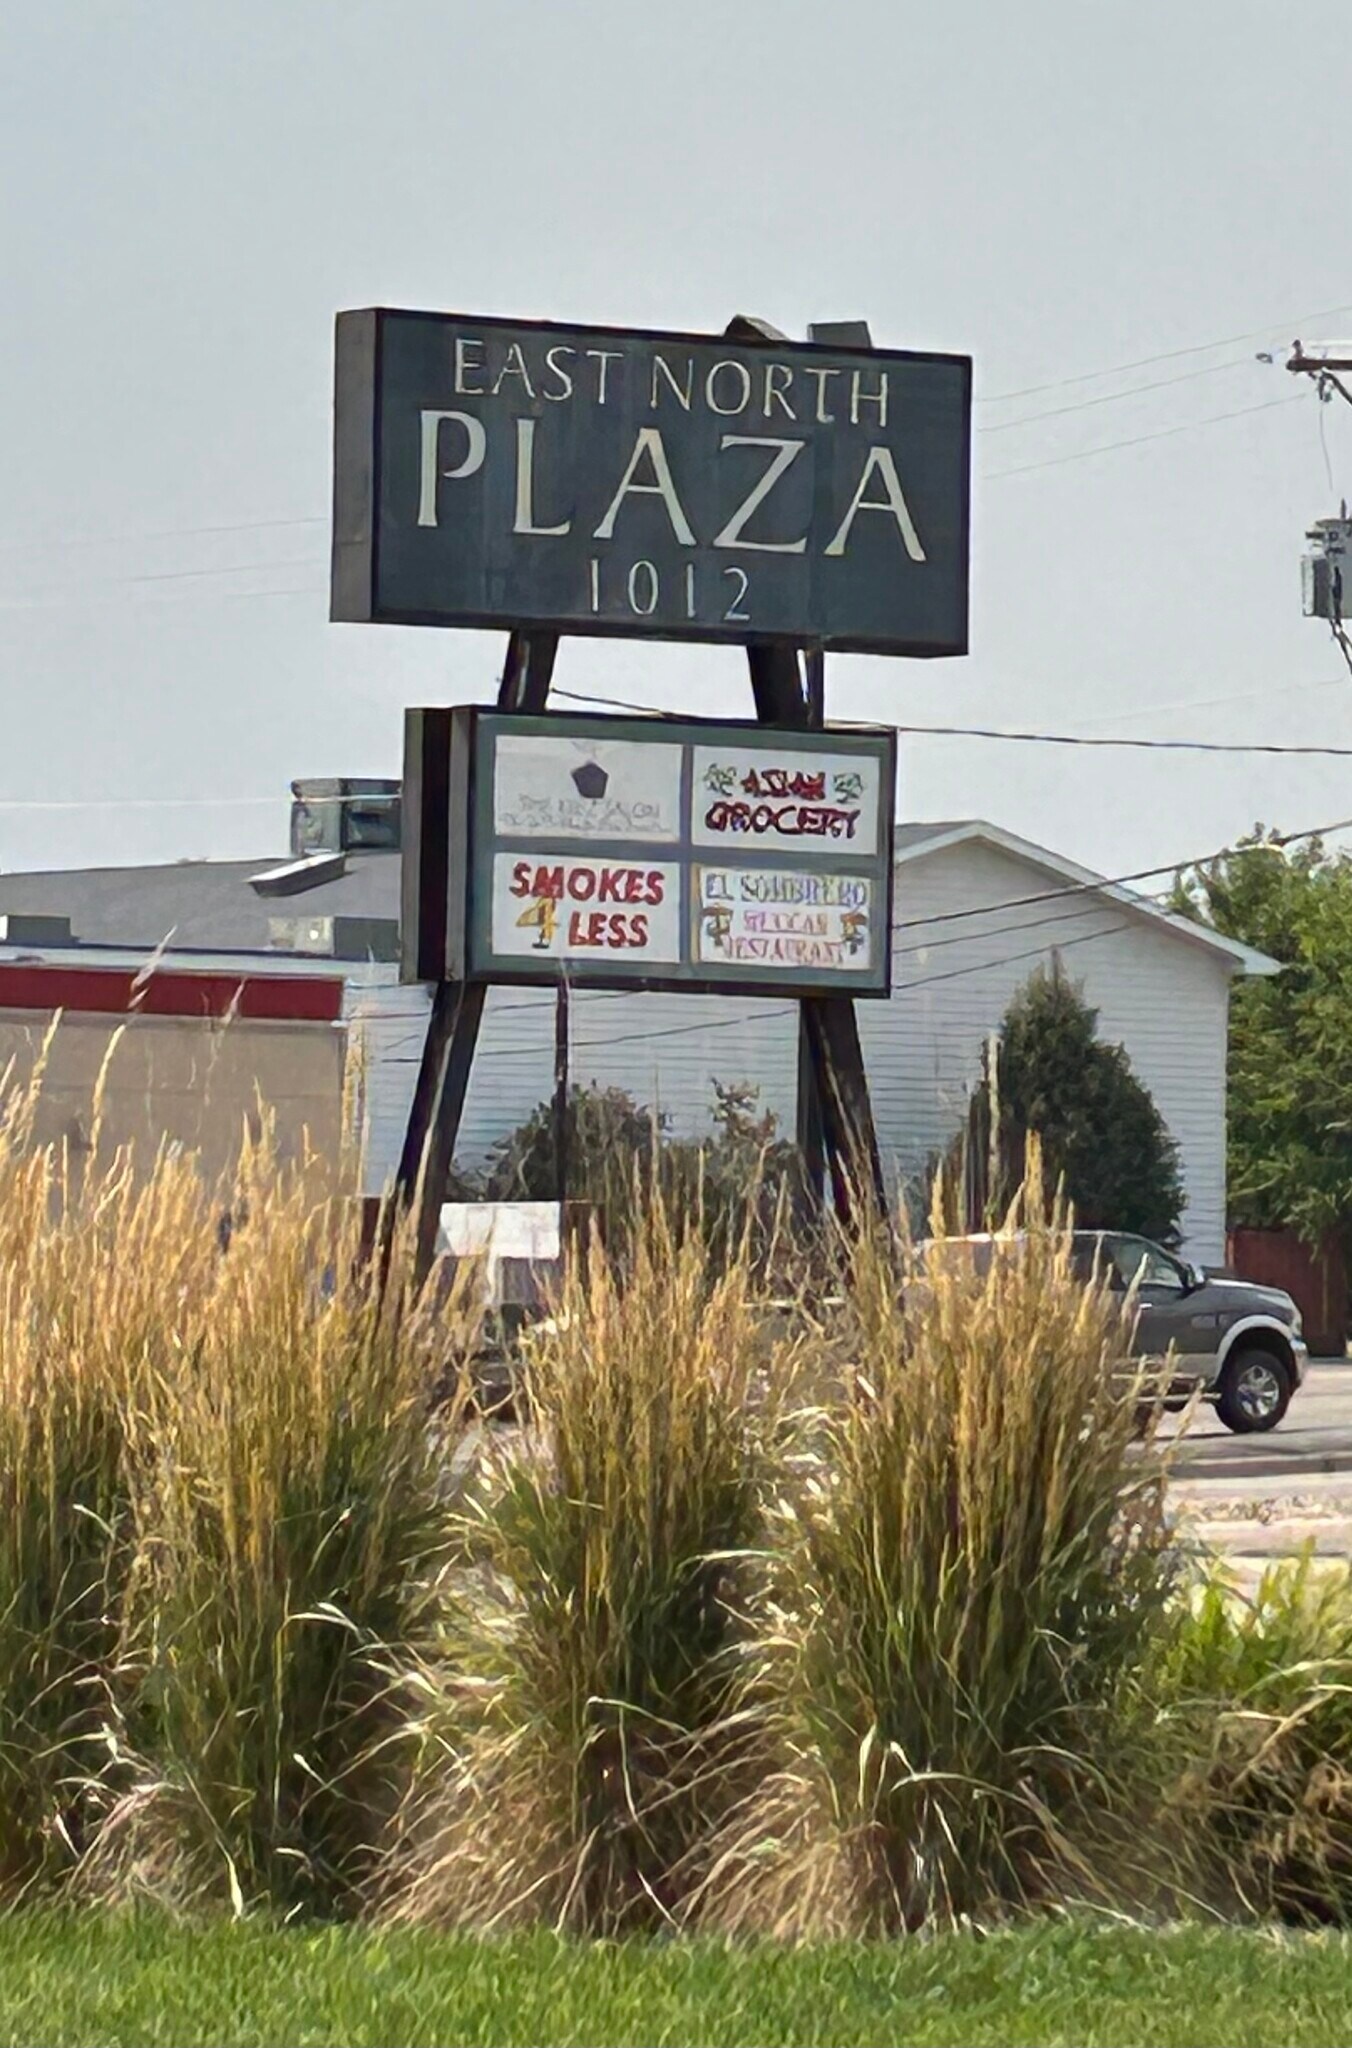 EAST NORTH
PLAZA
1012
ASIAN
GROCERY
SMOKES
4 LESS
EL SOMBRERO
MEXICAN
RESTAURANT